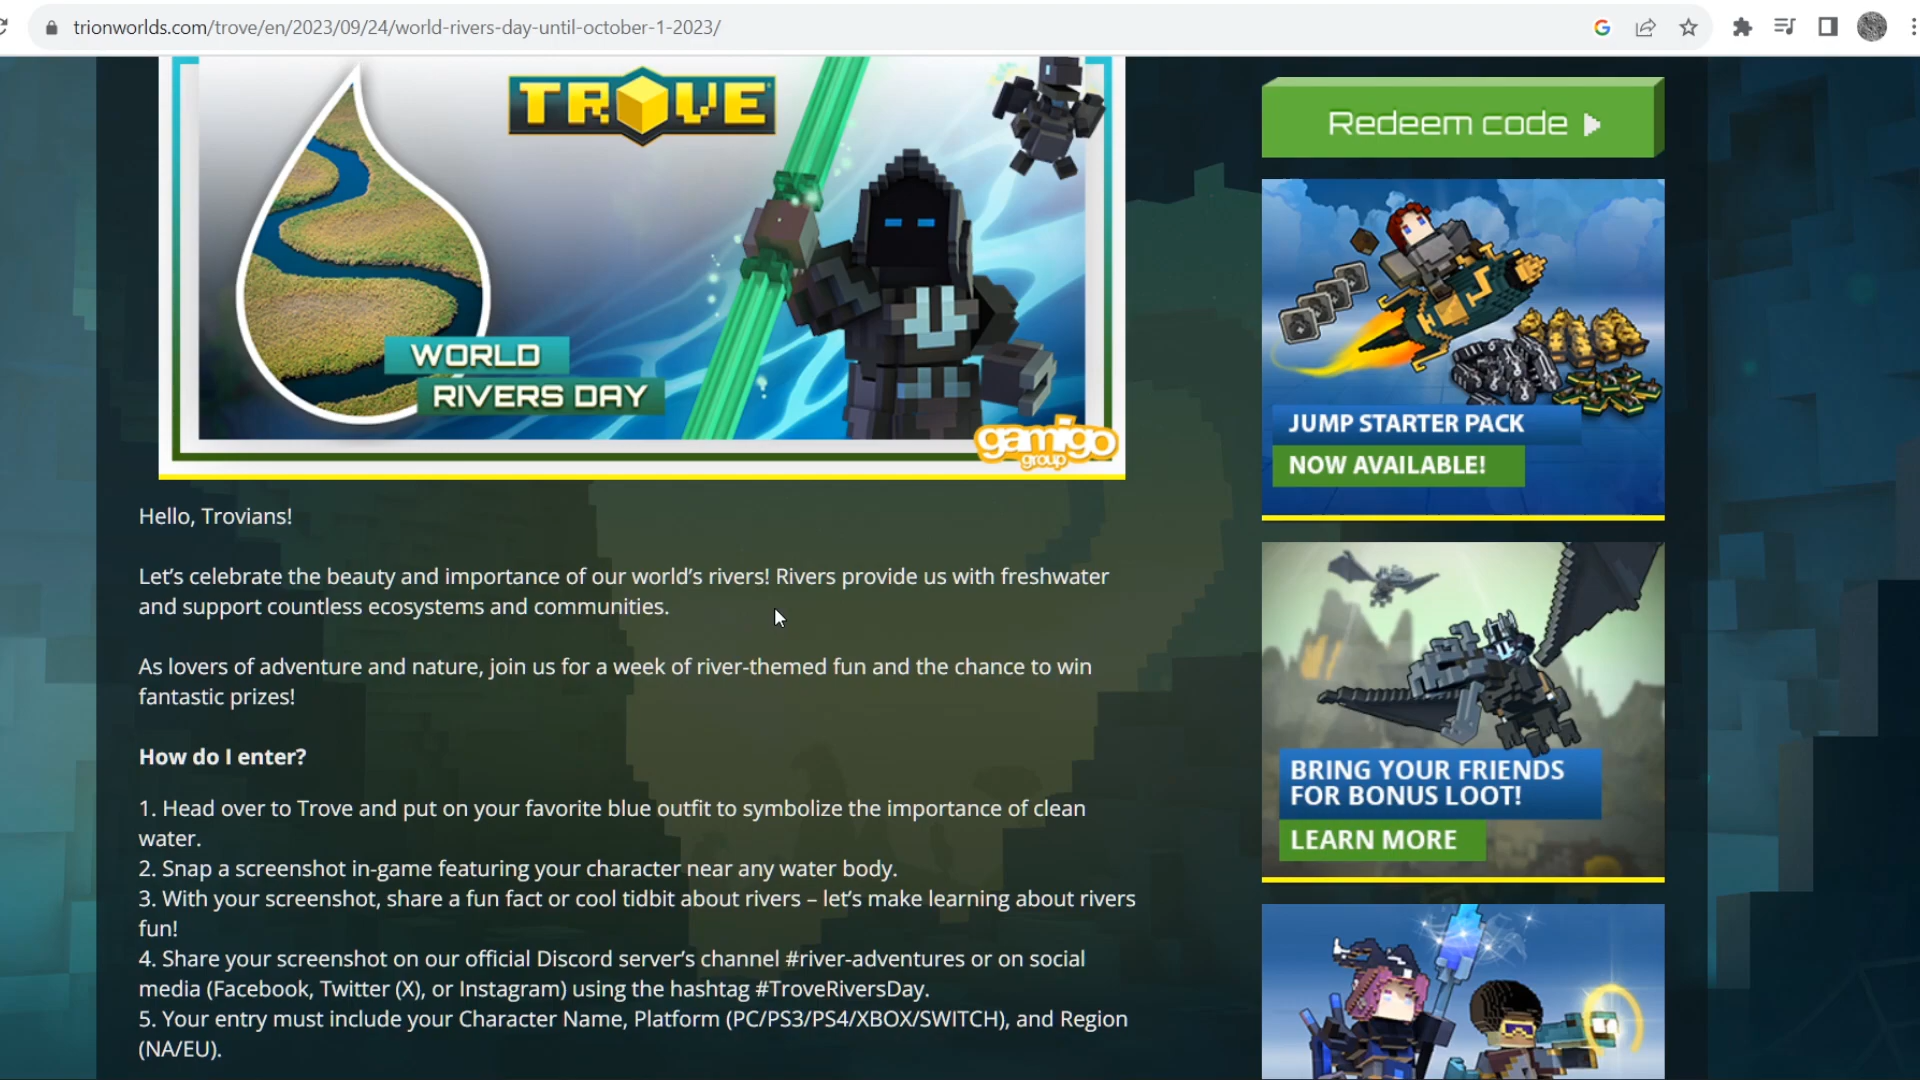 trionworlds.com/trove/en/2023/09/24/world-rivers-day-until-october-1-2023/
TROVE
WORLD
RIVERS DAY
gamigo
group
Hello, Trovians!
Let’s celebrate the beauty and importance of our world’s rivers! Rivers provide us with freshwater
and support countless ecosystems and communities.
As lovers of adventure and nature, join us for a week of river-themed fun and the chance to win
fantastic prizes!
How do I enter?
1. Head over to Trove and put on your favorite blue outfit to symbolize the importance of clean
water.
2. Snap a screenshot in-game featuring your character near any water body.
3. With your screenshot, share a fun fact or cool tidbit about rivers – let’s make learning about rivers
fun!
4. Share your screenshot on our official Discord server’s channel #river-adventures or on social
media (Facebook, Twitter (X), or Instagram) using the hashtag #TroveRiversDay.
5. Your entry must include your Character Name, Platform (PC/PS3/PS4/XBOX/SWITCH), and Region
(NA/EU).
Redeem code
JUMP STARTER PACK
NOW AVAILABLE!
BRING YOUR FRIENDS
FOR BONUS LOOT!
LEARN MORE